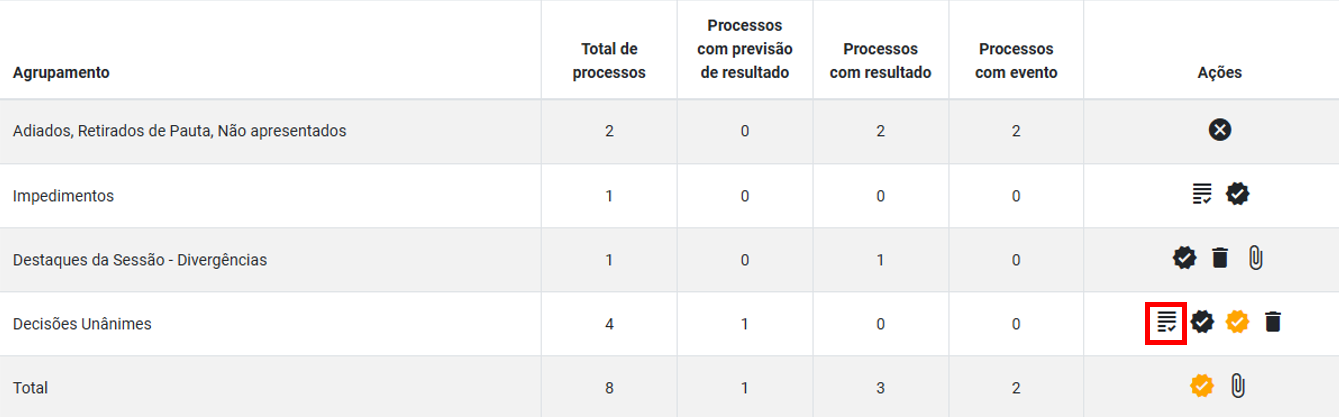 Agrupamento Total de processos Processos com previsão de resultado Processos com resultado Processos com evento Ações
Adiados, Retirados de Pauta, Não apresentados 2 0 2 2
Impedimentos 1 0 0 0
Destaques da Sessão - Divergências 1 0 1 0
Decisões Unânimes 4 1 0 0
Total 8 1 3 2